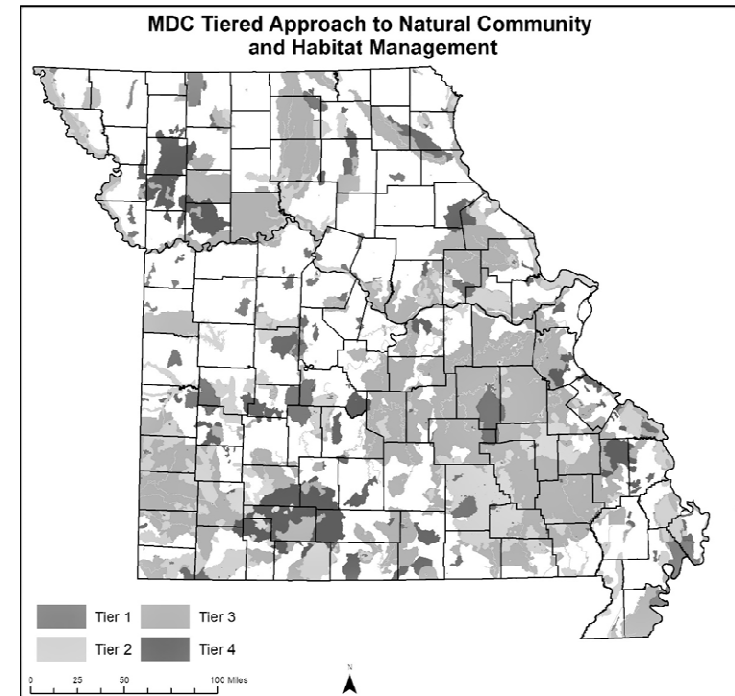 MDC Tiered Approach to Natural Community
and Habitat Management
Tier 1
Tier 3
Tier 2
Tier 4
0 25 50 100 Miles
N